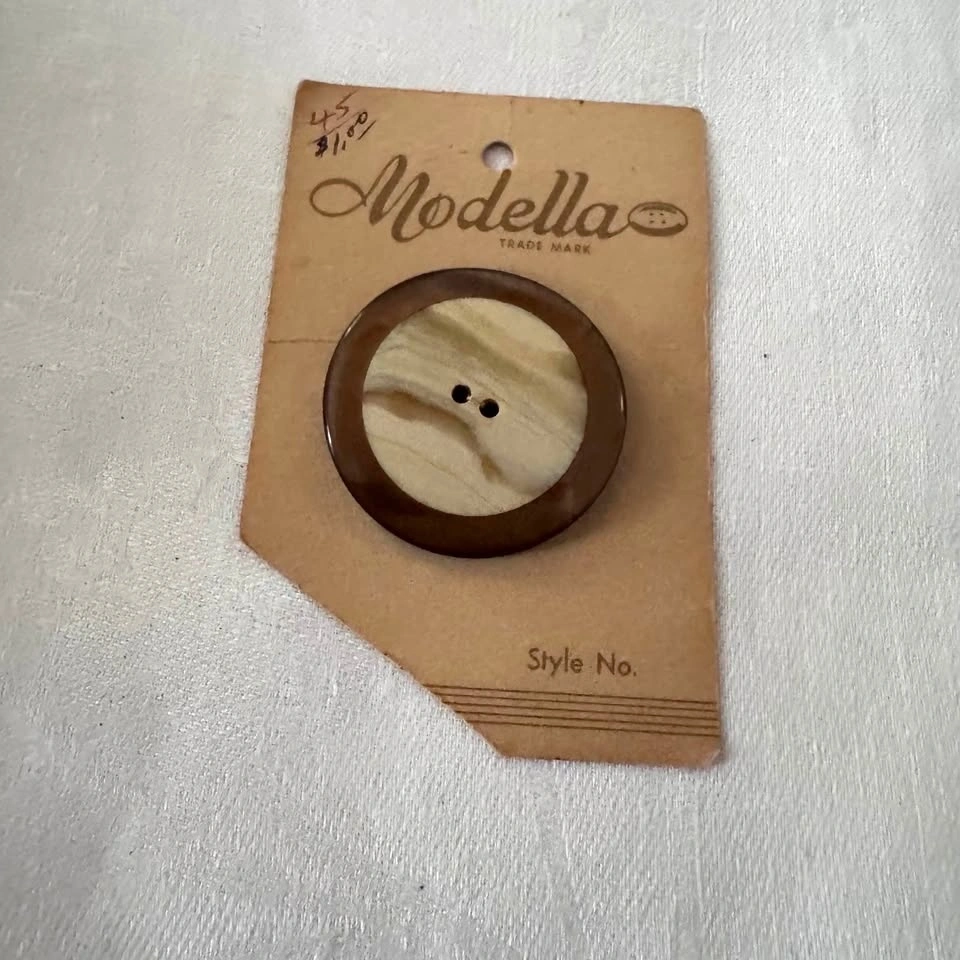 45
$1.00
Modella
TRADE MARK
Style No.